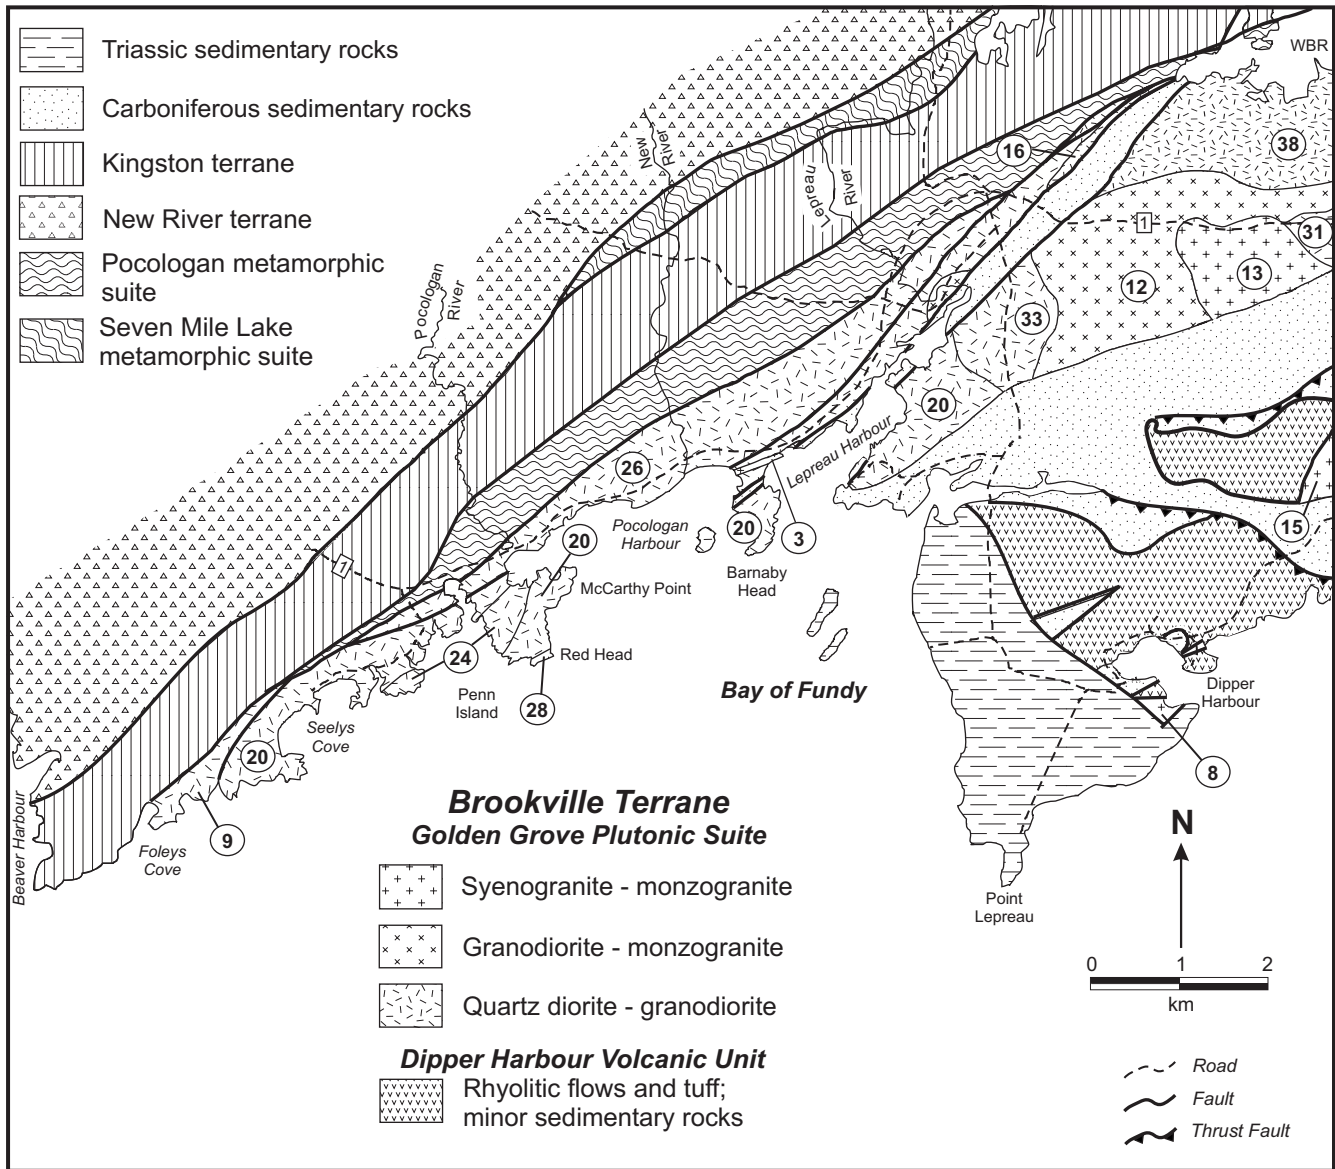 Triassic sedimentary rocks
Carboniferous sedimentary rocks
Kingston terrane
New River terrane
Pocologan metamorphic
suite
Seven Mile Lake
metamorphic suite
WBR
New
River
Lepreau
River
Pocologan
River
16
38
1
31
13
12
33
20
Lepreau Harbour
26
15
Pocologan
Harbour
20
3
20
1
McCarthy Point
Barnaby
Head
Red Head
24
Penn
Island
28
Bay of Fundy
Dipper
Harbour
Seelys
Cove
20
8
9
Beaver Harbour
Foleys
Cove
Point
Lepreau
Brookville Terrane
Golden Grove Plutonic Suite
Syenogranite - monzogranite
Granodiorite - monzogranite
Quartz diorite - granodiorite
Dipper Harbour Volcanic Unit
Rhyolitic flows and tuff;
minor sedimentary rocks
N
0 1 2
km
Road
Fault
Thrust Fault